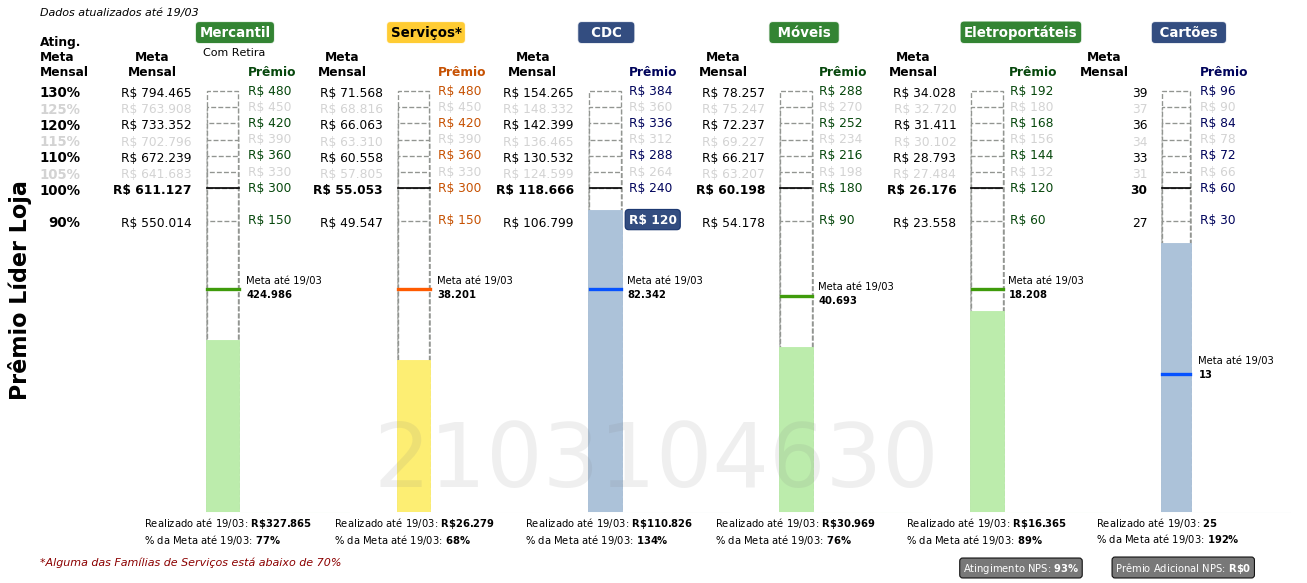 Dados atualizados até 19/03
Mercantil Serviços* CDC Móveis Eletroportáteis Cartões
Com Retira
Ating. Meta Mensal
Meta Mensal Prêmio Meta Mensal Prêmio Meta Mensal Prêmio Meta Mensal Prêmio Meta Mensal Prêmio Meta Mensal Prêmio
130% R$ 794.465 R$ 480 R$ 71.568 R$ 480 R$ 154.265 R$ 384 R$ 78.257 R$ 288 R$ 34.028 R$ 192 39 R$ 96
125% R$ 763.908 R$ 450 R$ 68.816 R$ 450 R$ 148.332 R$ 360 R$ 75.247 R$ 270 R$ 32.720 R$ 180 37 R$ 90
120% R$ 733.352 R$ 420 R$ 66.063 R$ 420 R$ 142.399 R$ 336 R$ 72.237 R$ 252 R$ 31.411 R$ 168 36 R$ 84
115% R$ 702.796 R$ 390 R$ 63.310 R$ 390 R$ 136.465 R$ 312 R$ 69.227 R$ 234 R$ 30.102 R$ 156 34 R$ 78
110% R$ 672.239 R$ 360 R$ 60.558 R$ 360 R$ 130.532 R$ 288 R$ 66.217 R$ 216 R$ 28.793 R$ 144 33 R$ 72
105% R$ 641.683 R$ 330 R$ 57.805 R$ 330 R$ 124.599 R$ 264 R$ 63.207 R$ 198 R$ 27.484 R$ 132 31 R$ 66
100% R$ 611.127 R$ 300 R$ 55.053 R$ 300 R$ 118.666 R$ 240 R$ 60.198 R$ 180 R$ 26.176 R$ 120 30 R$ 60
90% R$ 550.014 R$ 150 R$ 49.547 R$ 150 R$ 106.799 R$ 120 R$ 54.178 R$ 90 R$ 23.558 R$ 60 27 R$ 30
Prêmio Líder Loja
Meta até 19/03 Meta até 19/03 Meta até 19/03 Meta até 19/03 Meta até 19/03
424.986 38.201 82.342 40.693 18.208
Meta até 19/03
13
2103104630
Realizado até 19/03: R$327.865 Realizado até 19/03: R$26.279 Realizado até 19/03: R$110.826 Realizado até 19/03: R$30.969 Realizado até 19/03: R$16.365 Realizado até 19/03: 25
% da Meta até 19/03: 77% % da Meta até 19/03: 68% % da Meta até 19/03: 134% % da Meta até 19/03: 76% % da Meta até 19/03: 89% % da Meta até 19/03: 192%
*Alguma das Famílias de Serviços está abaixo de 70%
Atingimento NPS: 93% Prêmio Adicional NPS: R$0